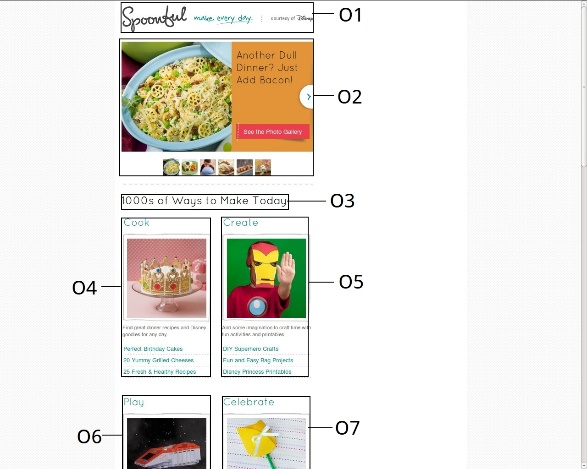 Spoonful make every day. courtesy of Disney
O1
Another Dull
Dinner? Just
Add Bacon!
O2
See the Photo Gallery
1000s of Ways to Make Today
O3
Cook
Create
O4
O5
Find great dinner recipes and Disney
goodies for any day.
Add some imagination to craft time with
fun activities and printables.
Perfect Birthday Cakes
DIY Superhero Crafts
20 Yummy Grilled Cheeses
Fun and Easy Bag Projects
25 Fresh & Healthy Recipes
Disney Princess Printables
Play
Celebrate
O6
O7